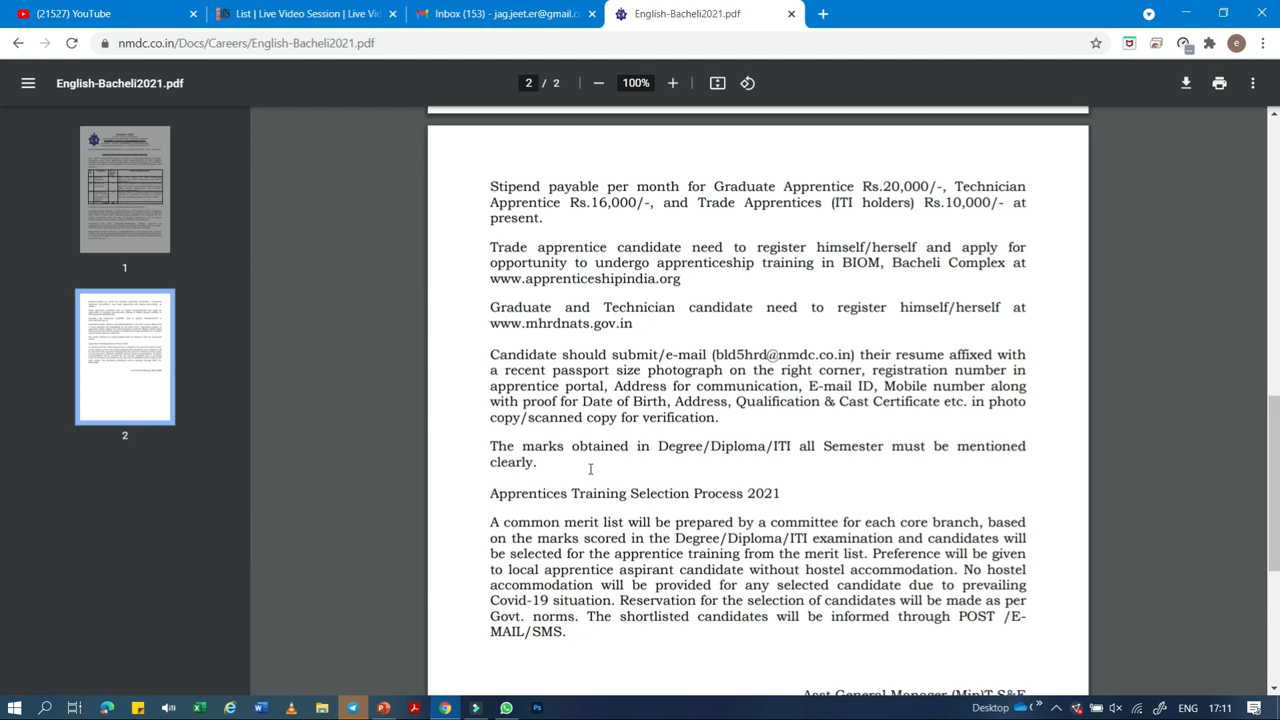 (21527) YouTube
List | Live Video Session | Live Vi
Inbox (153) - jag.jeet.er@gmail.c
English-Bacheli2021.pdf
nmdc.co.in/Docs/Careers/English-Bacheli2021.pdf
English-Bacheli2021.pdf
2 / 2
100%
Stipend payable per month for Graduate Apprentice Rs.20,000/-, Technician
Apprentice Rs.16,000/-, and Trade Apprentices (ITI holders) Rs.10,000/- at
present.
Trade apprentice candidate need to register himself/herself and apply for
opportunity to undergo apprenticeship training in BIOM, Bacheli Complex at
www.apprenticeshipindia.org
Graduate and Technician candidate need to register himself/herself at
www.mhrdnats.gov.in
Candidate should submit/e-mail (bld5hrd@nmdc.co.in) their resume affixed with
a recent passport size photograph on the right corner, registration number in
apprentice portal, Address for communication, E-mail ID, Mobile number along
with proof for Date of Birth, Address, Qualification & Cast Certificate etc. in photo
copy/scanned copy for verification.
The marks obtained in Degree/Diploma/ITI all Semester must be mentioned
clearly.
Apprentices Training Selection Process 2021
A common merit list will be prepared by a committee for each core branch, based
on the marks scored in the Degree/Diploma/ITI examination and candidates will
be selected for the apprentice training from the merit list. Preference will be given
to local apprentice aspirant candidate without hostel accommodation. No hostel
accommodation will be provided for any selected candidate due to prevailing
Covid-19 situation. Reservation for the selection of candidates will be made as per
Govt. norms. The shortlisted candidates will be informed through POST /E-
MAIL/SMS.
Asst General Manager (Min)T S&E
1
2
Desktop
ENG
17:11